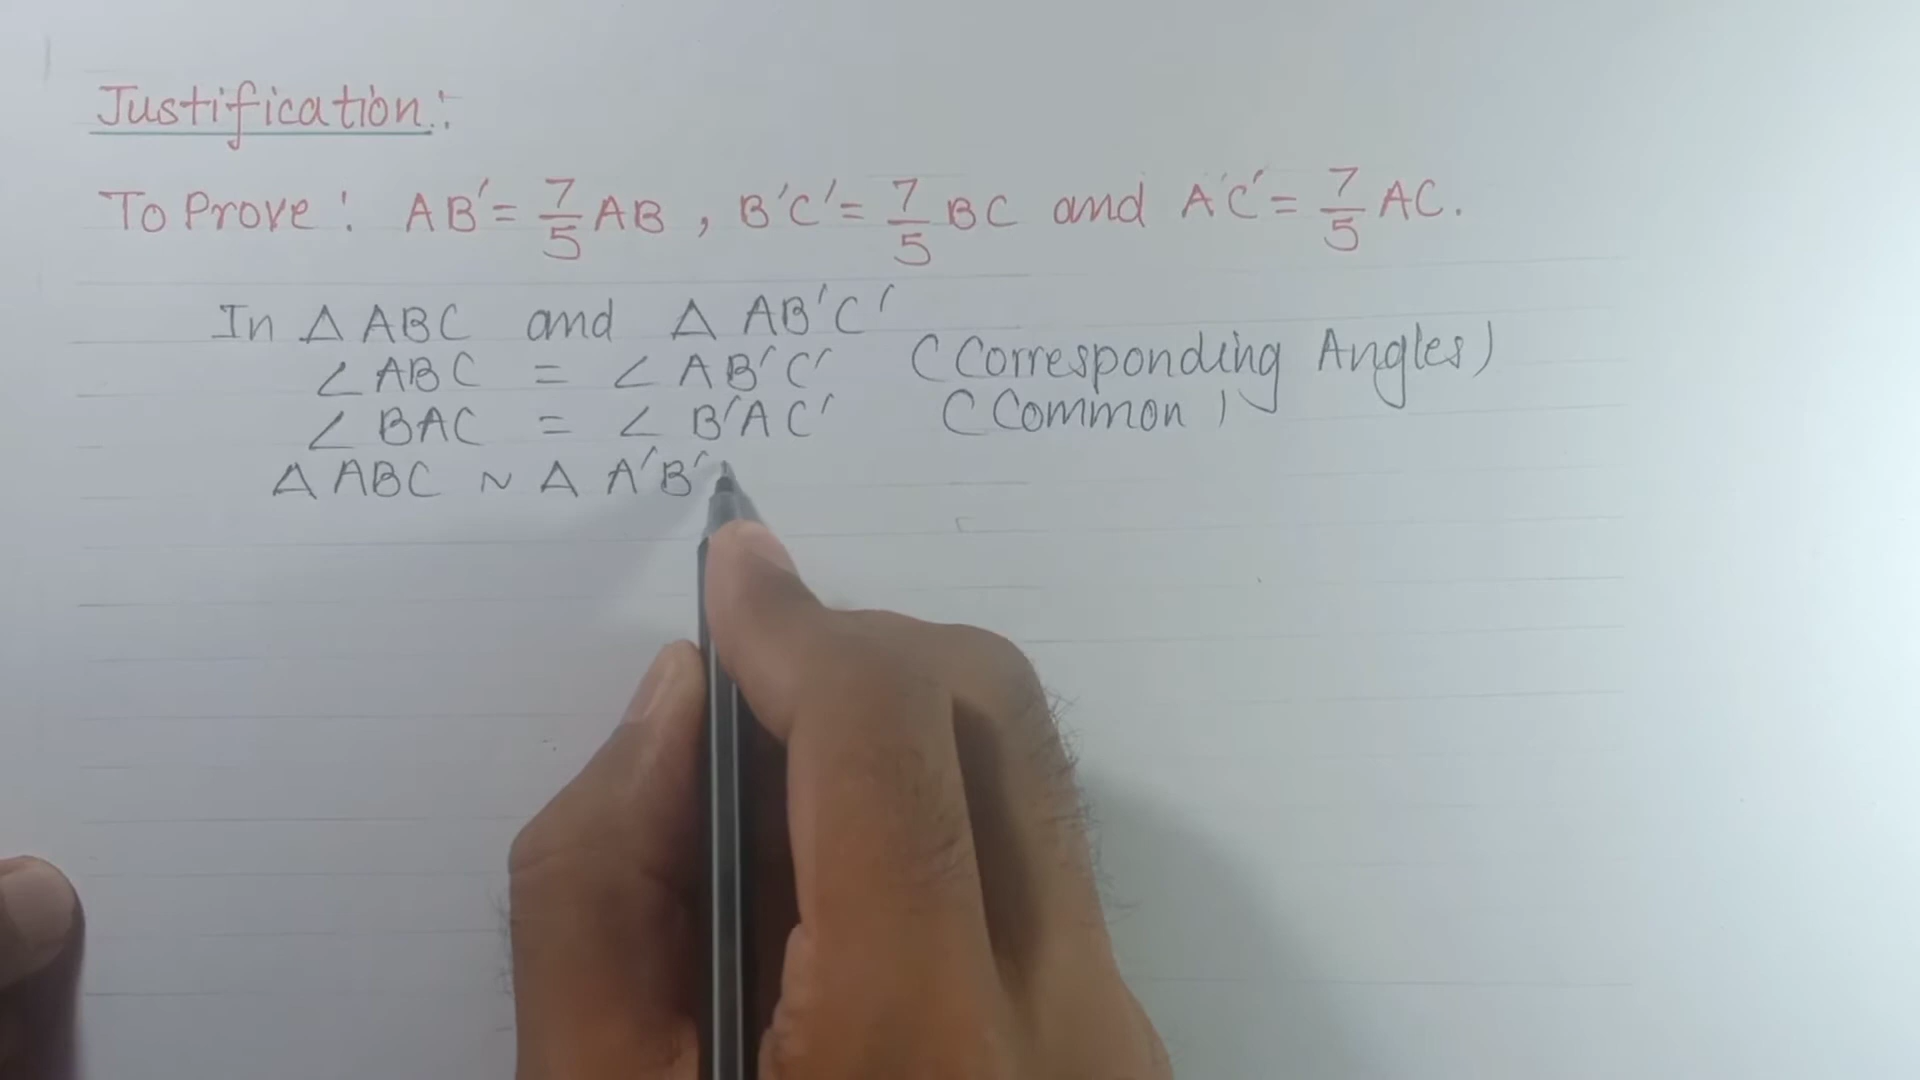 Justification:
To Prove: AB' = 7/5 AB, B'C' = 7/5 BC and A'C' = 7/5 AC.
In △ ABC and △ AB'C'
∠ABC = ∠AB'C' (Corresponding Angles)
∠BAC = ∠B'AC' (Common)
△ ABC ~ △ A'B'